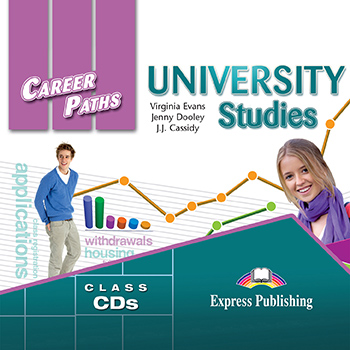 CAREER
PATHS
UNIVERSITY
Studies
Virginia Evans
Jenny Dooley
J.J. Cassidy
applications
withdrawals
housing
CLASS
CDs
Express Publishing